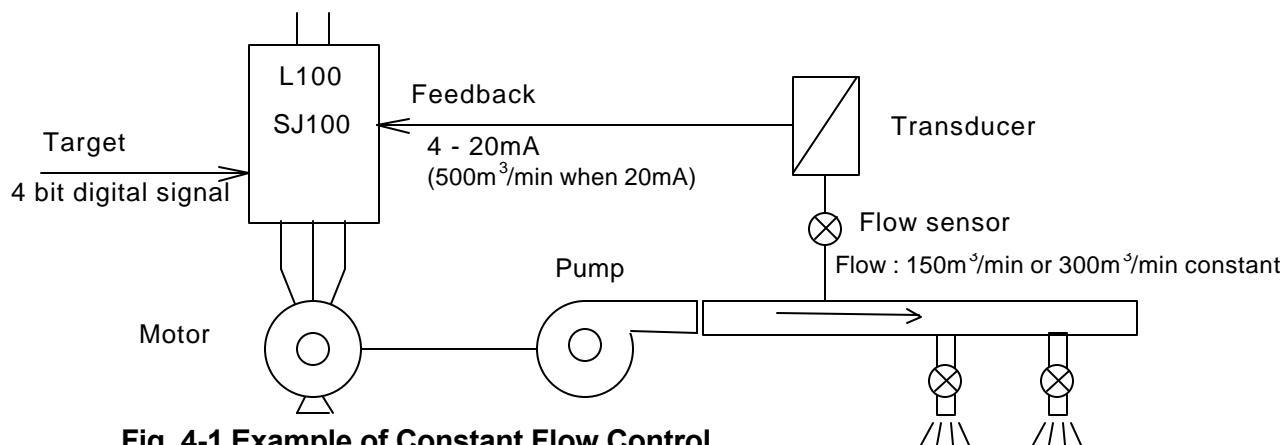 L100
SJ100
Feedback
4 - 20mA
(500m³/min when 20mA)
Target
4 bit digital signal
Transducer
Flow sensor
Flow : 150m³/min or 300m³/min constant
Pump
Motor
Fig. 4-1 Example of Constant Flow Control